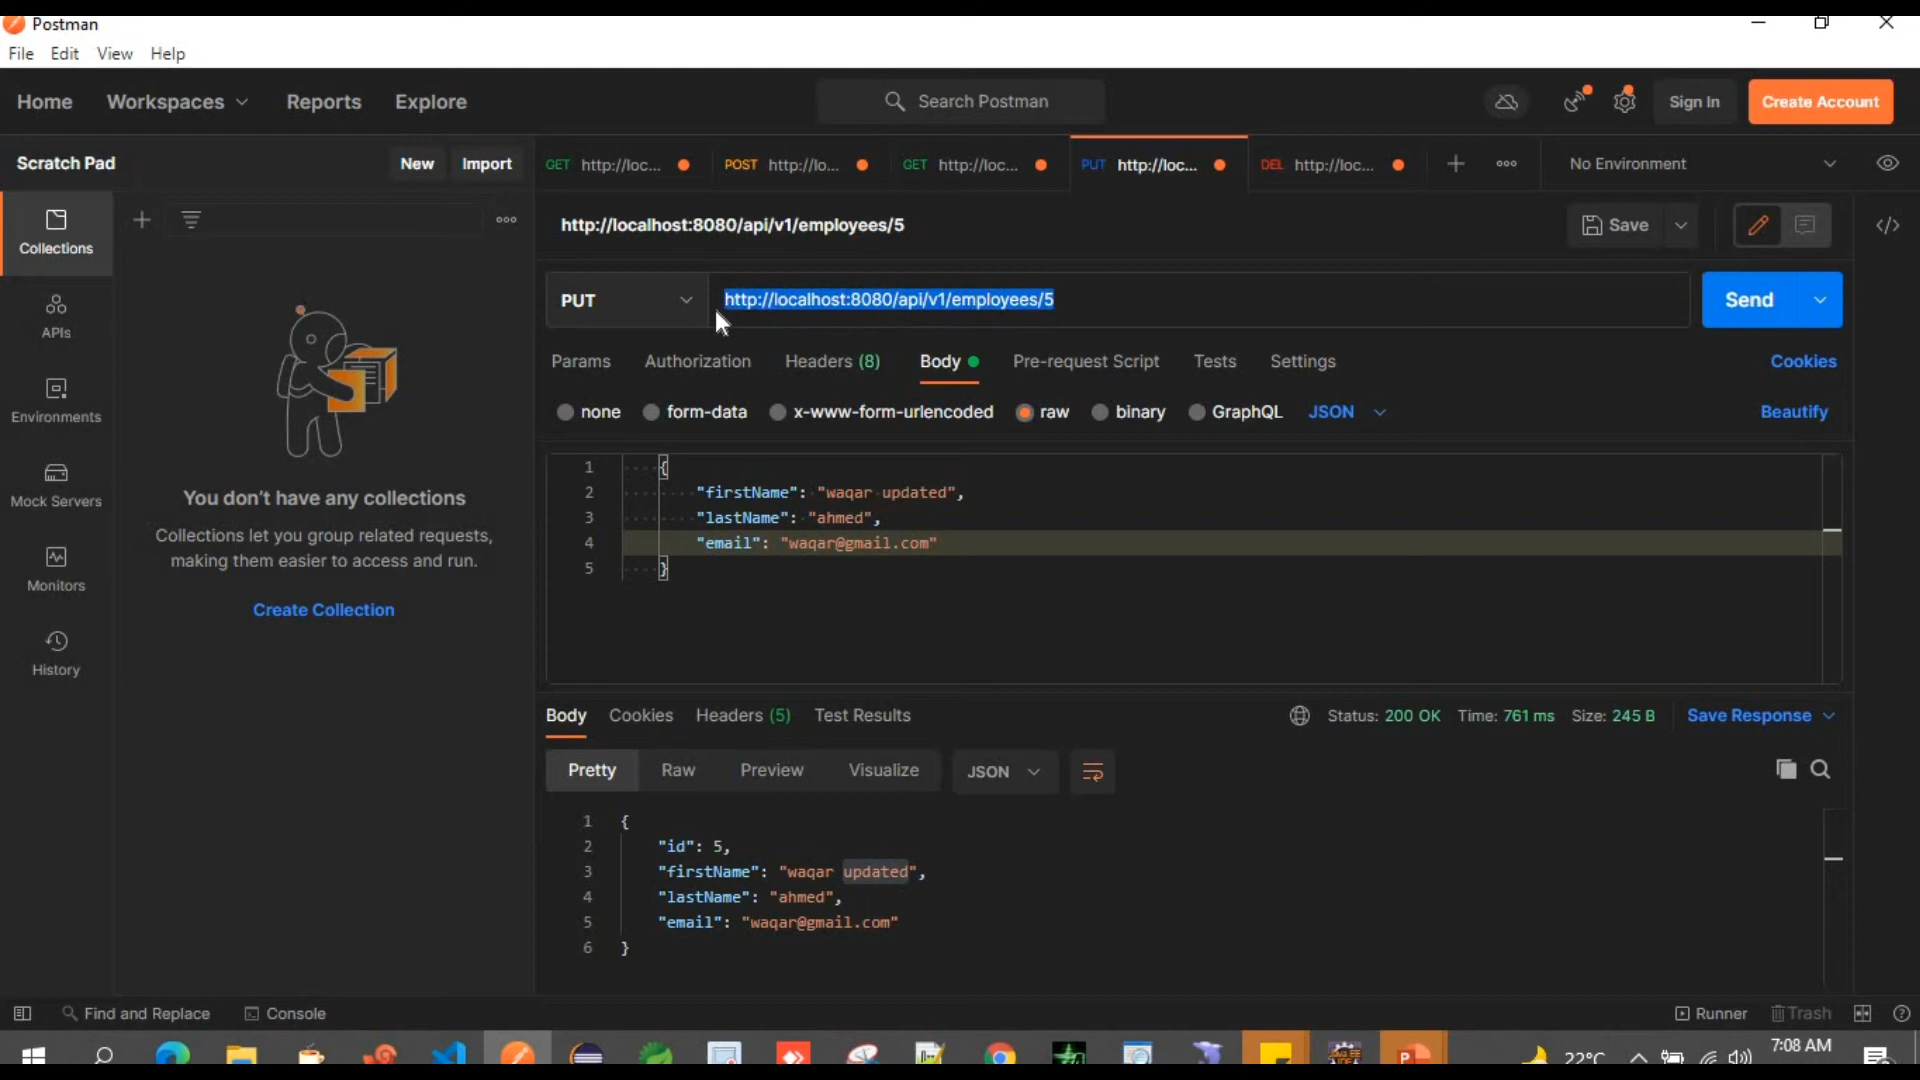 Postman
File Edit View Help
Home Workspaces Reports Explore Search Postman Sign In Create Account
Scratch Pad New Import GET http://loc... POST http://lo... GET http://loc... PUT http://loc... DEL http://loc... No Environment
Collections
http://localhost:8080/api/v1/employees/5 Save
PUT http://localhost:8080/api/v1/employees/5 Send
APIs
Params Authorization Headers (8) Body Pre-request Script Tests Settings Cookies
Environments
none form-data x-www-form-urlencoded raw binary GraphQL JSON Beautify
Mock Servers
1 {
2 "firstName": "waqar updated",
3 "lastName": "ahmed",
4 "email": "waqar@gmail.com"
5 }
You don't have any collections
Collections let you group related requests,
making them easier to access and run.
Create Collection
Monitors
History
Body Cookies Headers (5) Test Results Status: 200 OK Time: 761 ms Size: 245 B Save Response
Pretty Raw Preview Visualize JSON
1 {
2 "id": 5,
3 "firstName": "waqar updated",
4 "lastName": "ahmed",
5 "email": "waqar@gmail.com"
6 }
Find and Replace Console Runner Trash
22°C 7:08 AM